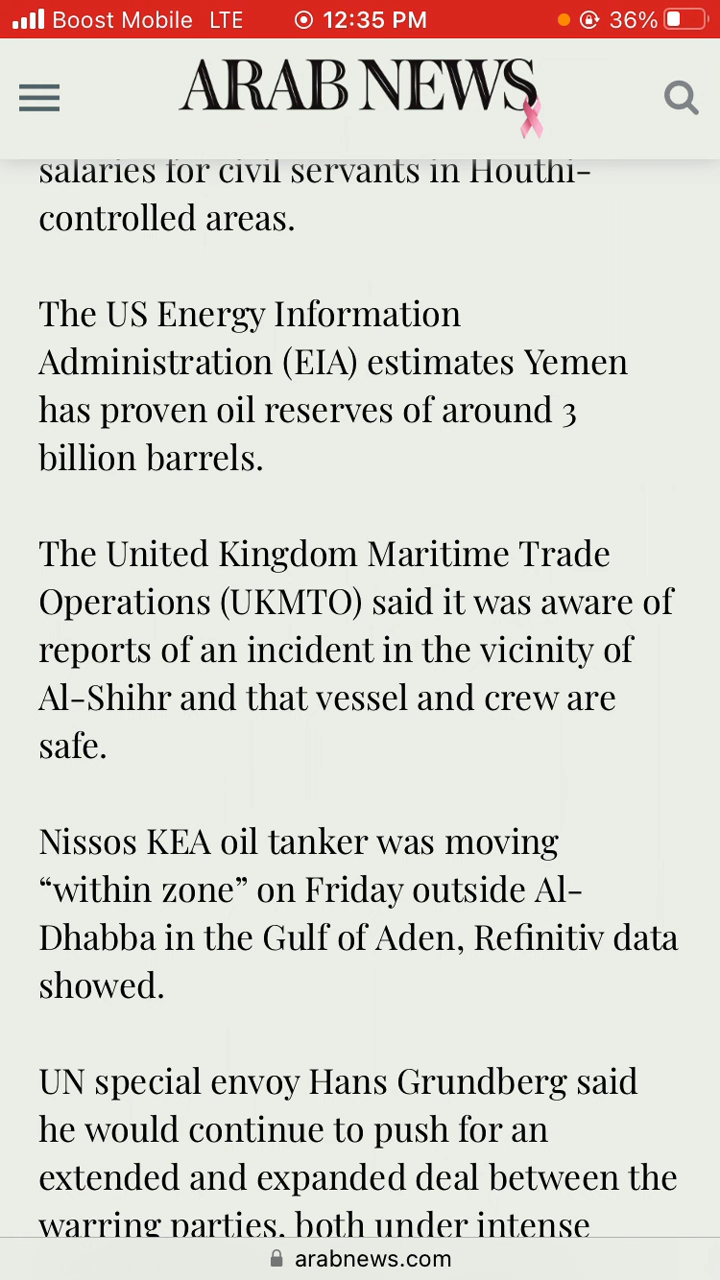 Boost Mobile LTE 12:35 PM 36%
ARAB NEWS
salaries for civil servants in Houthi-
controlled areas.
The US Energy Information
Administration (EIA) estimates Yemen
has proven oil reserves of around 3
billion barrels.
The United Kingdom Maritime Trade
Operations (UKMTO) said it was aware of
reports of an incident in the vicinity of
Al-Shihr and that vessel and crew are
safe.
Nissos KEA oil tanker was moving
“within zone” on Friday outside Al-
Dhabba in the Gulf of Aden, Refinitiv data
showed.
UN special envoy Hans Grundberg said
he would continue to push for an
extended and expanded deal between the
warring parties, both under intense
arabnews.com